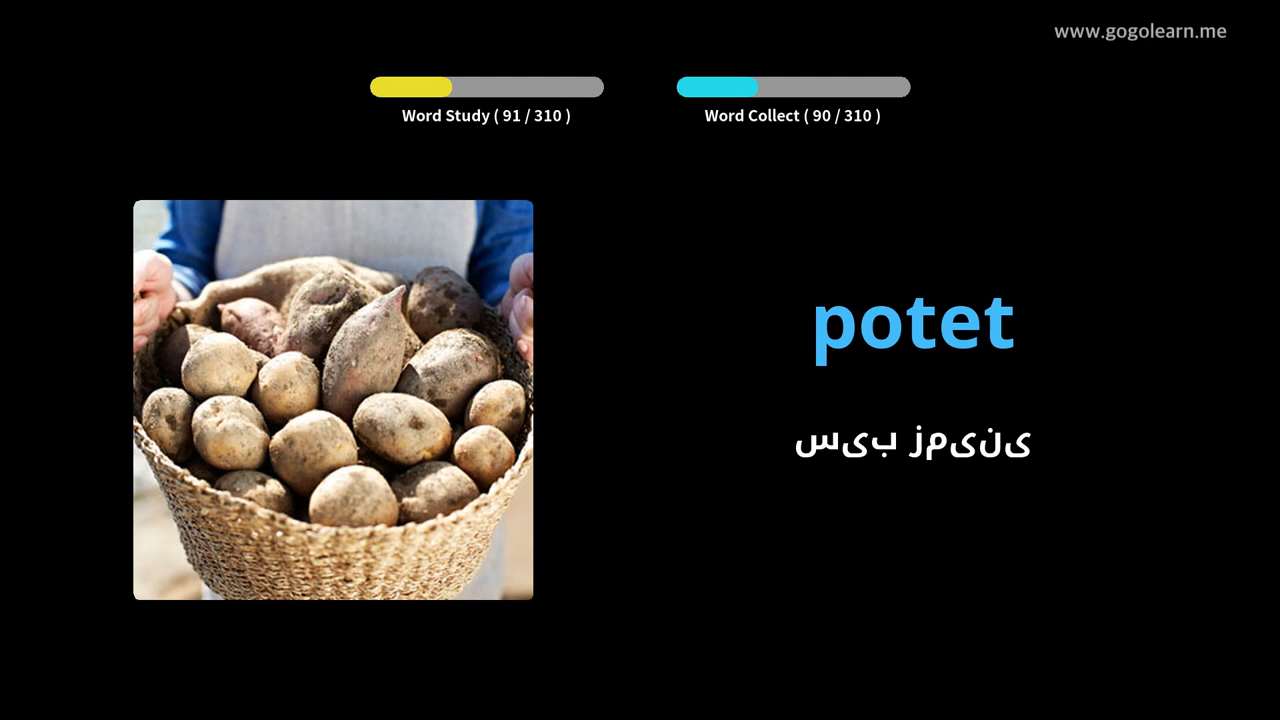 www.gogolearn.me
Word Study ( 91 / 310 )
Word Collect ( 90 / 310 )
potet
سیب زمینی